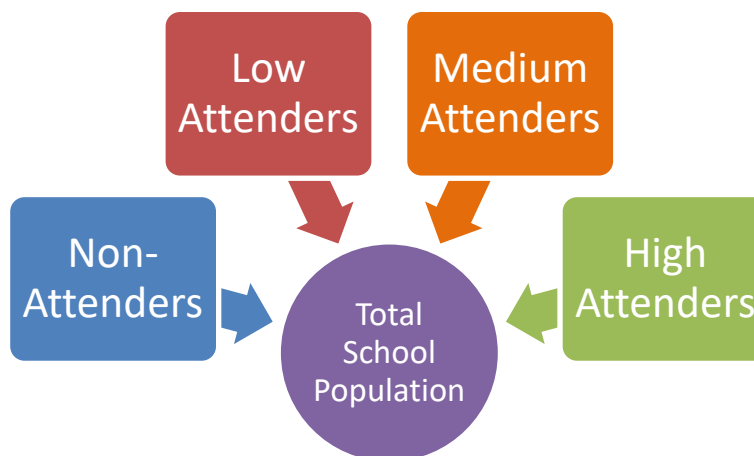 Low
Attenders
Medium
Attenders
Non-
Attenders
High
Attenders
Total
School
Population